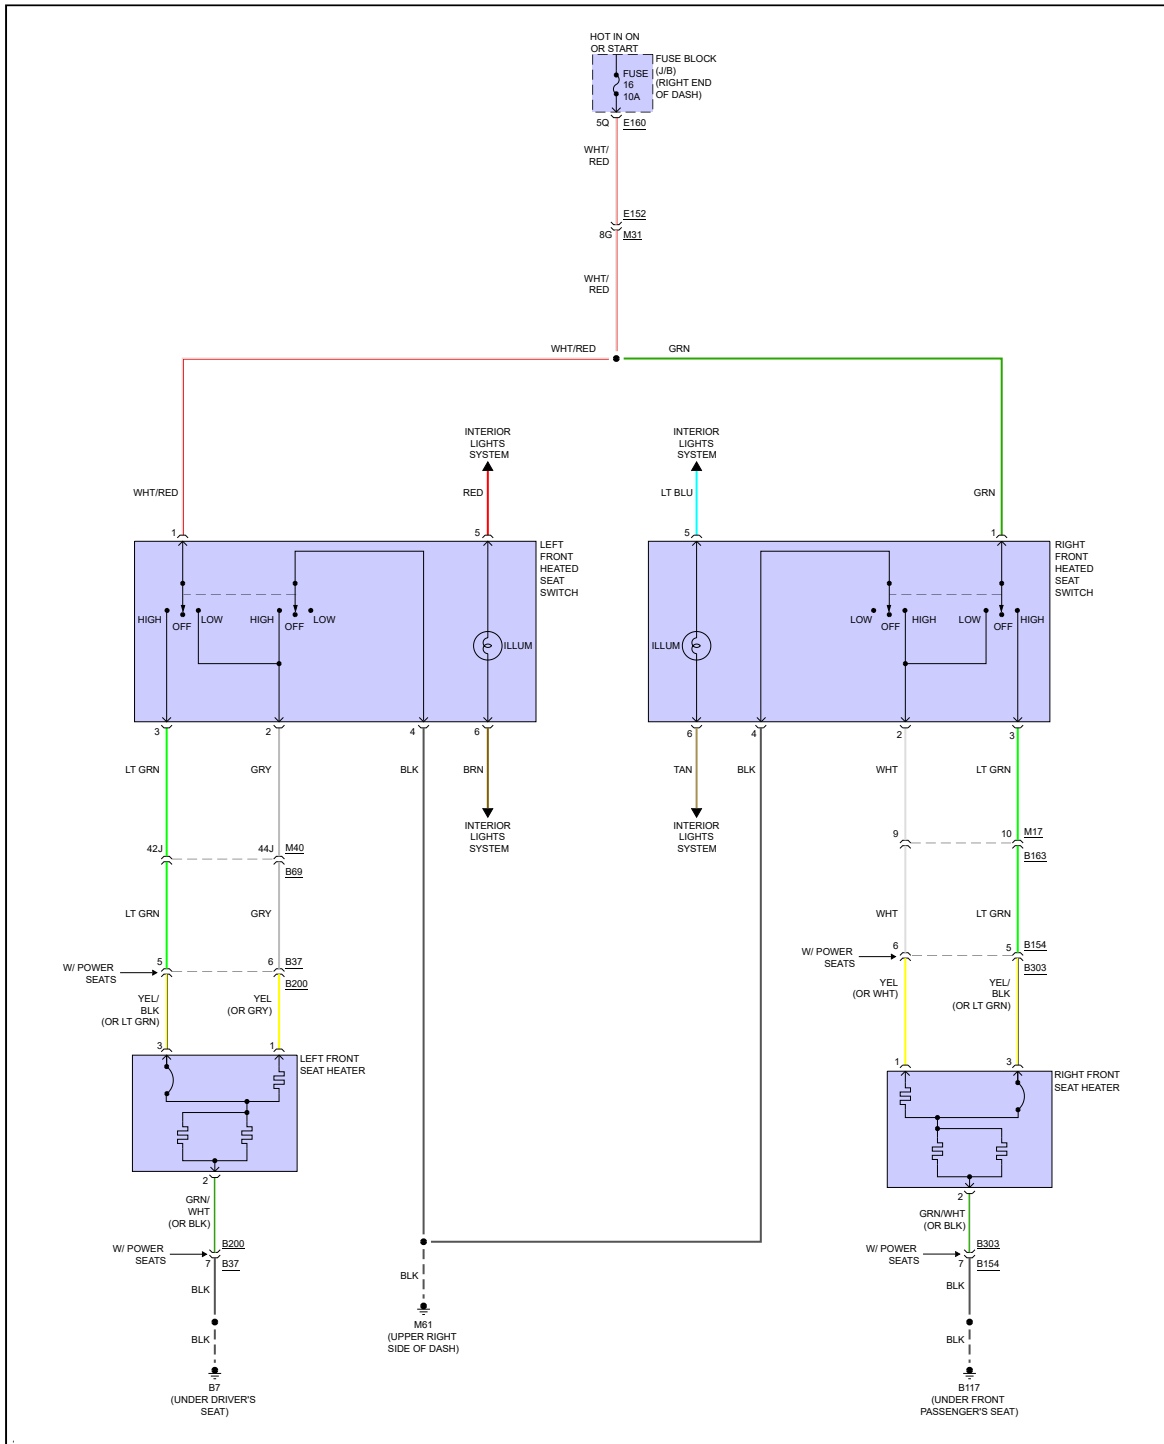 HOT IN ON
OR START
FUSE BLOCK
(J/B)
(RIGHT END
OF DASH)
FUSE
16
10A
5Q E160
WHT/
RED
E152
8G M31
WHT/
RED
WHT/RED
GRN
INTERIOR
LIGHTS
SYSTEM
INTERIOR
LIGHTS
SYSTEM
WHT/RED
RED
LT BLU
GRN
1
5
5
1
LEFT
FRONT
HEATED
SEAT
SWITCH
RIGHT
FRONT
HEATED
SEAT
SWITCH
HIGH
OFF
LOW
HIGH
OFF
LOW
ILLUM
ILLUM
LOW
OFF
HIGH
LOW
OFF
HIGH
3
2
4
6
6
4
2
3
LT GRN
GRY
BLK
BRN
TAN
BLK
WHT
LT GRN
INTERIOR
LIGHTS
SYSTEM
INTERIOR
LIGHTS
SYSTEM
42J
44J M40
B69
9
10 M17
B163
LT GRN
GRY
WHT
LT GRN
W/ POWER
SEATS
5
6 B37
B200
W/ POWER
SEATS
6
5 B154
B303
YEL/
BLK
(OR LT GRN)
YEL
(OR GRY)
YEL
(OR WHT)
YEL/
BLK
(OR LT GRN)
3
1
LEFT FRONT
SEAT HEATER
1
3
RIGHT FRONT
SEAT HEATER
2
GRN/
WHT
(OR BLK)
2
GRN/WHT
(OR BLK)
W/ POWER
SEATS
B200
7 B37
W/ POWER
SEATS
B303
7 B154
BLK
BLK
BLK
BLK
BLK
M61
(UPPER RIGHT
SIDE OF DASH)
B7
(UNDER DRIVER'S
SEAT)
B117
(UNDER FRONT
PASSENGER'S SEAT)